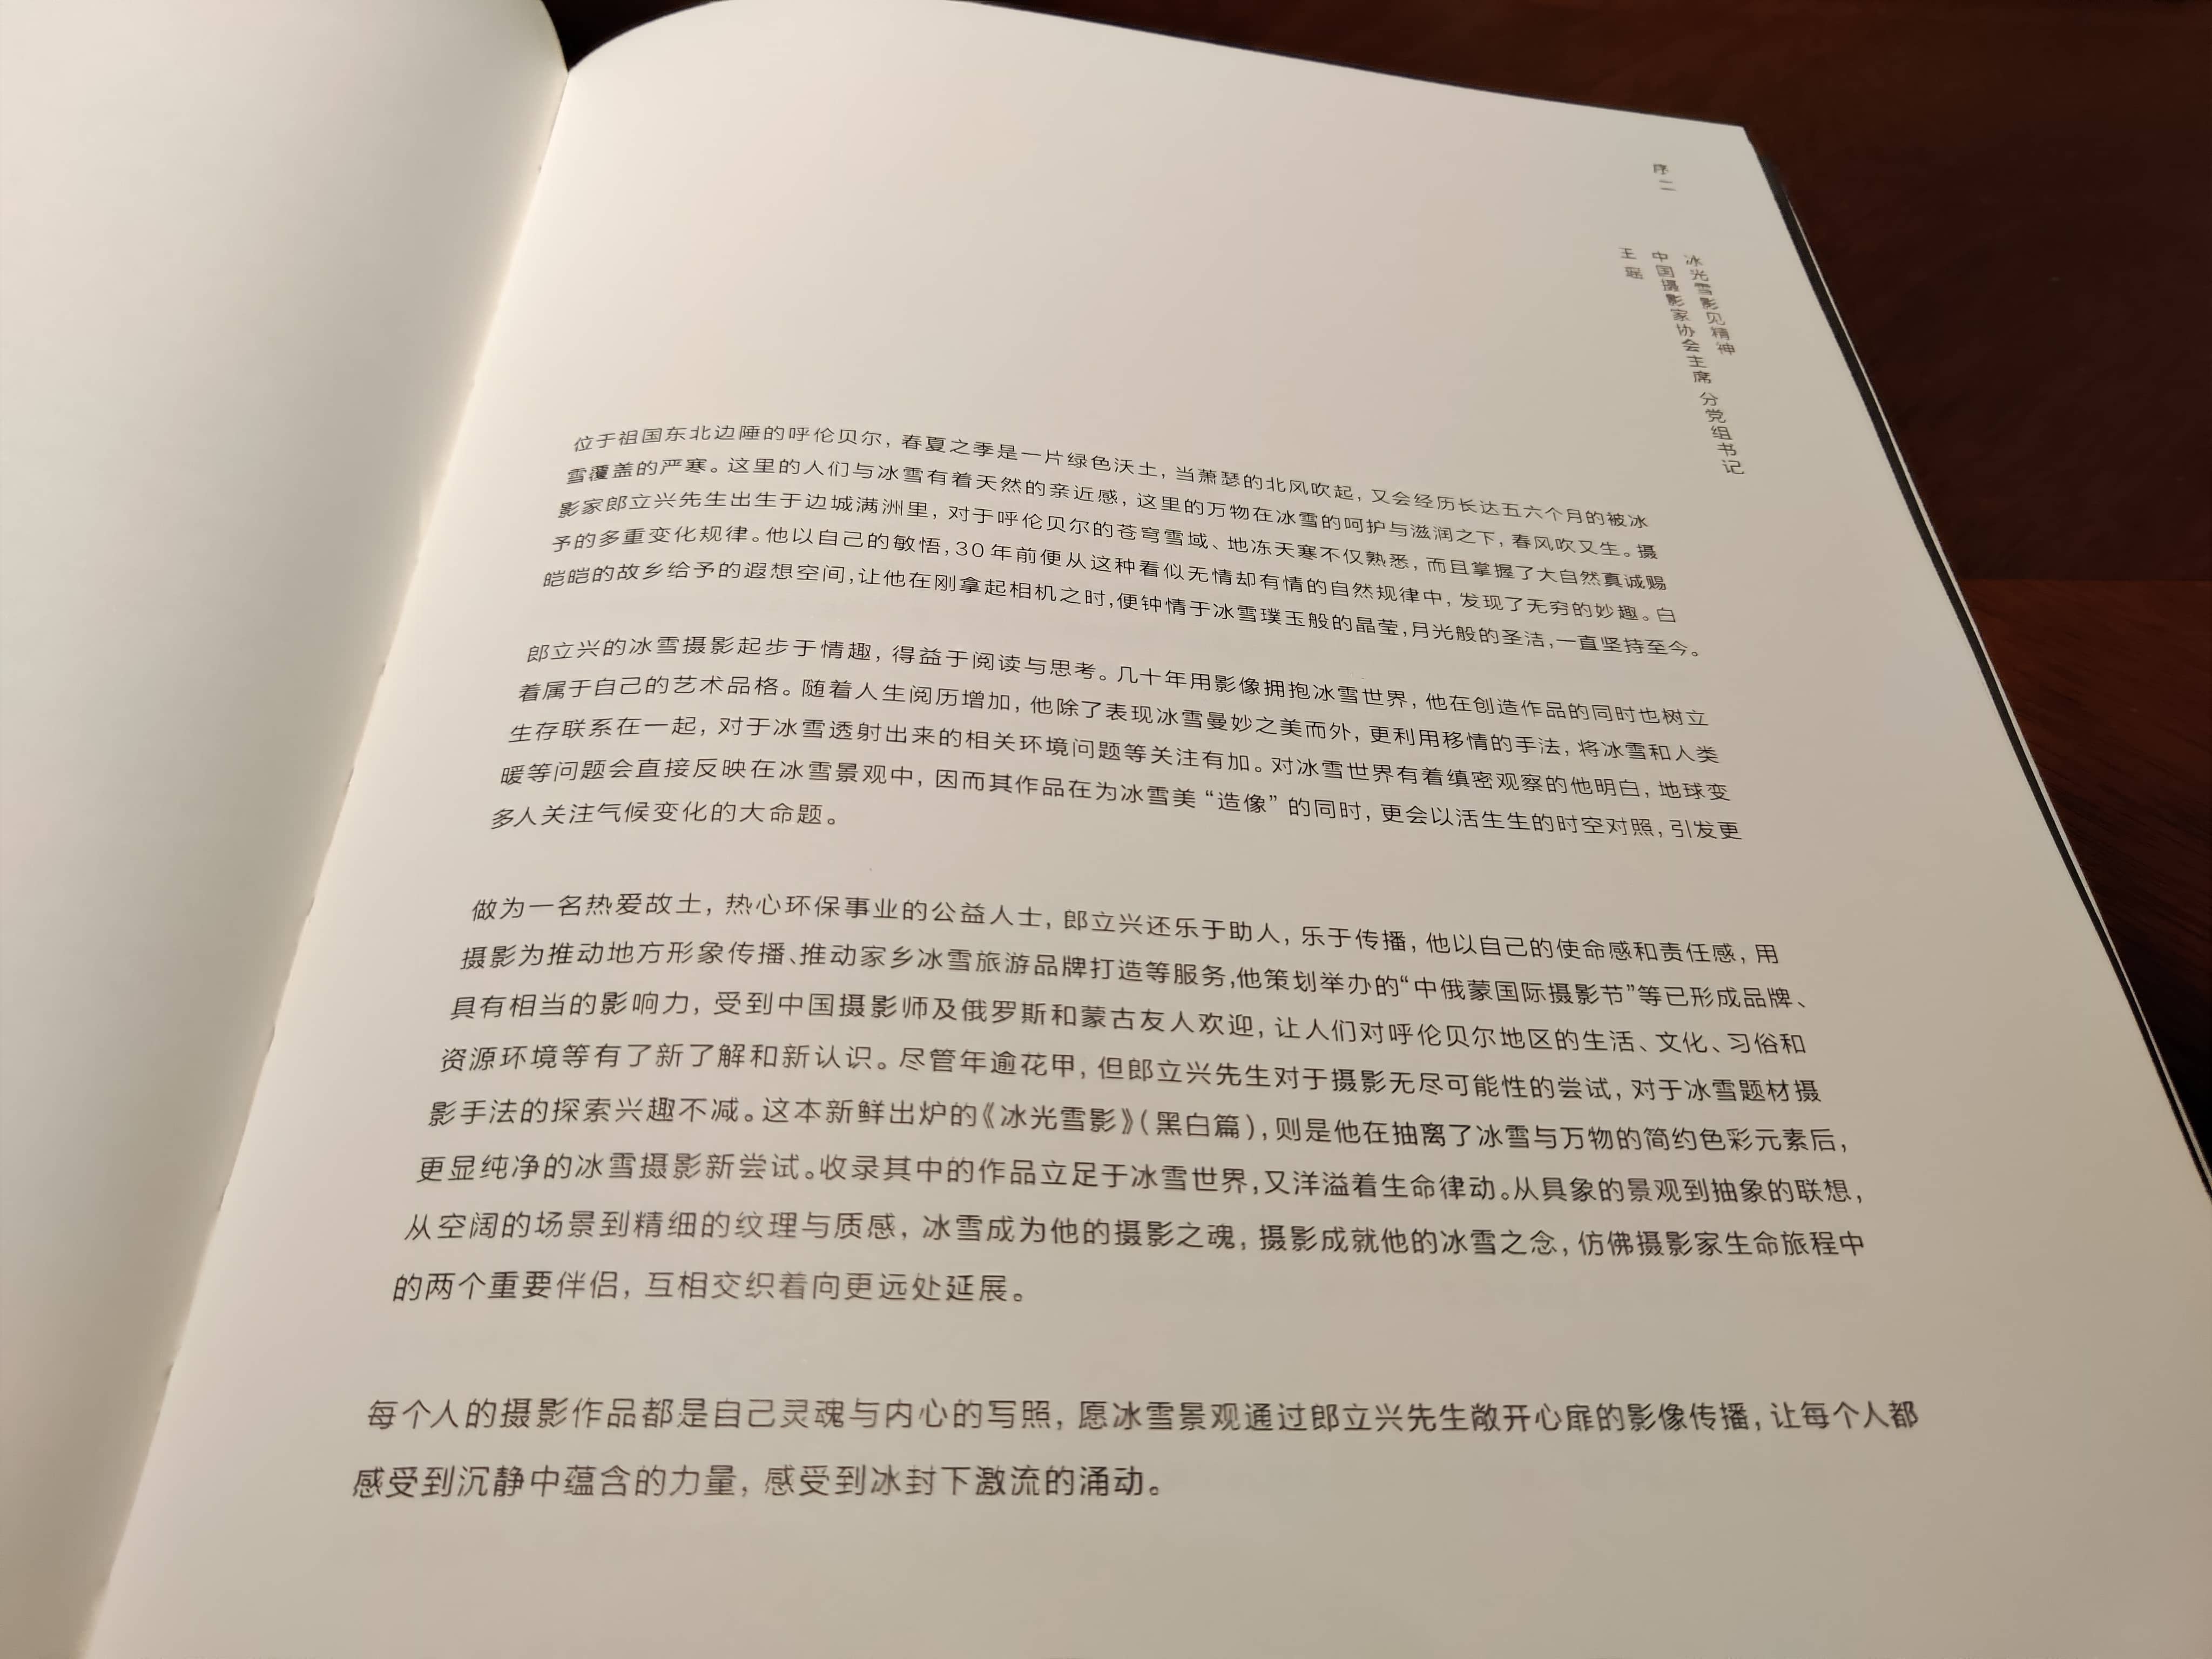 序二
冰光雪影见精神
中国摄影家协会主席 分党组书记
王瑶
位于祖国东北边陲的呼伦贝尔，春夏之季是一片绿色沃土，当萧瑟的北风吹起，又会经历长达五六个月的被冰
雪覆盖的严寒。这里的人们与冰雪有着天然的亲近感，这里的万物在冰雪的呵护与滋润之下，春风吹又生。摄
影家郎立兴先生出生于边城满洲里，对于呼伦贝尔的苍穹雪域、地冻天寒不仅熟悉，而且掌握了大自然真诚赐
予的多重变化规律。他以自己的敏悟，30年前便从这种看似无情却有情的自然规律中，发现了无穷的妙趣。白
皑皑的故乡给予的遐想空间，让他在刚拿起相机之时，便钟情于冰雪璞玉般的晶莹，月光般的圣洁，一直坚持至今。
郎立兴的冰雪摄影起步于情趣，得益于阅读与思考。几十年用影像拥抱冰雪世界，他在创造作品的同时也树立
着属于自己的艺术品格。随着人生阅历增加，他除了表现冰雪曼妙之美而外，更利用移情的手法，将冰雪和人类
生存联系在一起，对于冰雪透射出来的相关环境问题等关注有加。对冰雪世界有着缜密观察的他明白，地球变
暖等问题会直接反映在冰雪景观中，因而其作品在为冰雪美“造像”的同时，更会以活生生的时空对照，引发更
多人关注气候变化的大命题。
做为一名热爱故土，热心环保事业的公益人士，郎立兴还乐于助人，乐于传播，他以自己的使命感和责任感，用
摄影为推动地方形象传播、推动家乡冰雪旅游品牌打造等服务，他策划举办的“中俄蒙国际摄影节”等已形成品牌、
具有相当的影响力，受到中国摄影师及俄罗斯和蒙古友人欢迎，让人们对呼伦贝尔地区的生活、文化、习俗和
资源环境等有了新了解和新认识。尽管年逾花甲，但郎立兴先生对于摄影无尽可能性的尝试，对于冰雪题材摄
影手法的探索兴趣不减。这本新鲜出炉的《冰光雪影》（黑白篇），则是他在抽离了冰雪与万物的简约色彩元素后，
更显纯净的冰雪摄影新尝试。收录其中的作品立足于冰雪世界，又洋溢着生命律动。从具象的景观到抽象的联想，
从空阔的场景到精细的纹理与质感，冰雪成为他的摄影之魂，摄影成就他的冰雪之念，仿佛摄影家生命旅程中
的两个重要伴侣，互相交织着向更远处延展。
每个人的摄影作品都是自己灵魂与内心的写照，愿冰雪景观通过郎立兴先生敞开心扉的影像传播，让每个人都
感受到沉静中蕴含的力量，感受到冰封下激流的涌动。